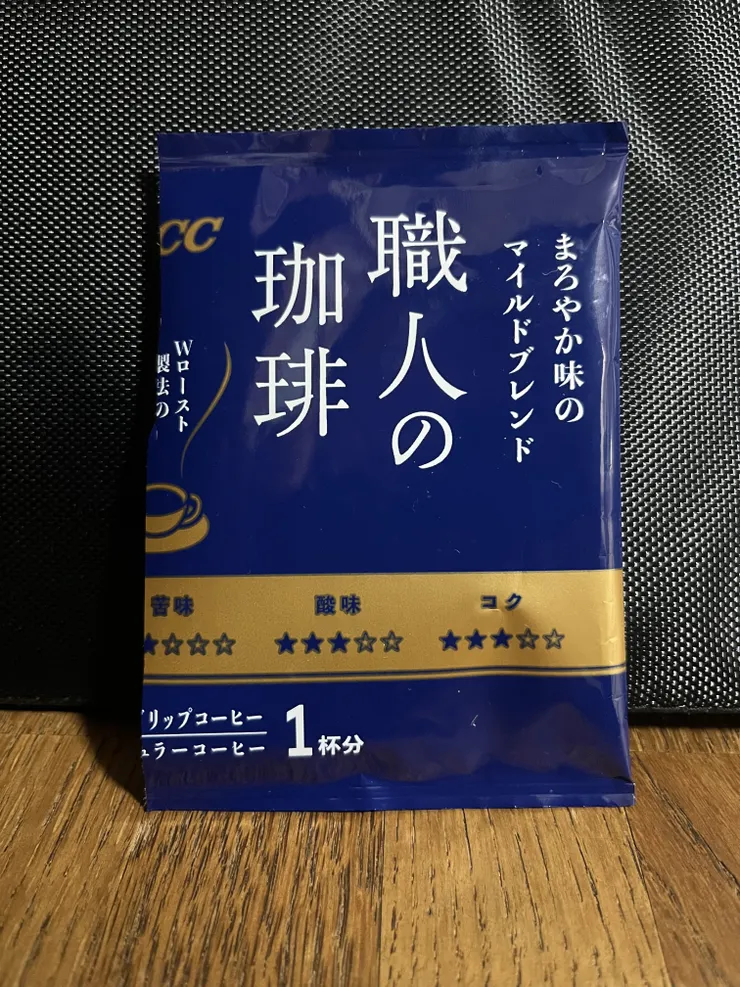 まろやか味の
マイルドブレンド
職人の
珈琲
CC
Wロースト
製法の
苦味
酸味
コク
★☆☆☆
★★★☆☆
★★★☆☆
リップコーヒー
ュラーコーヒー
1杯分